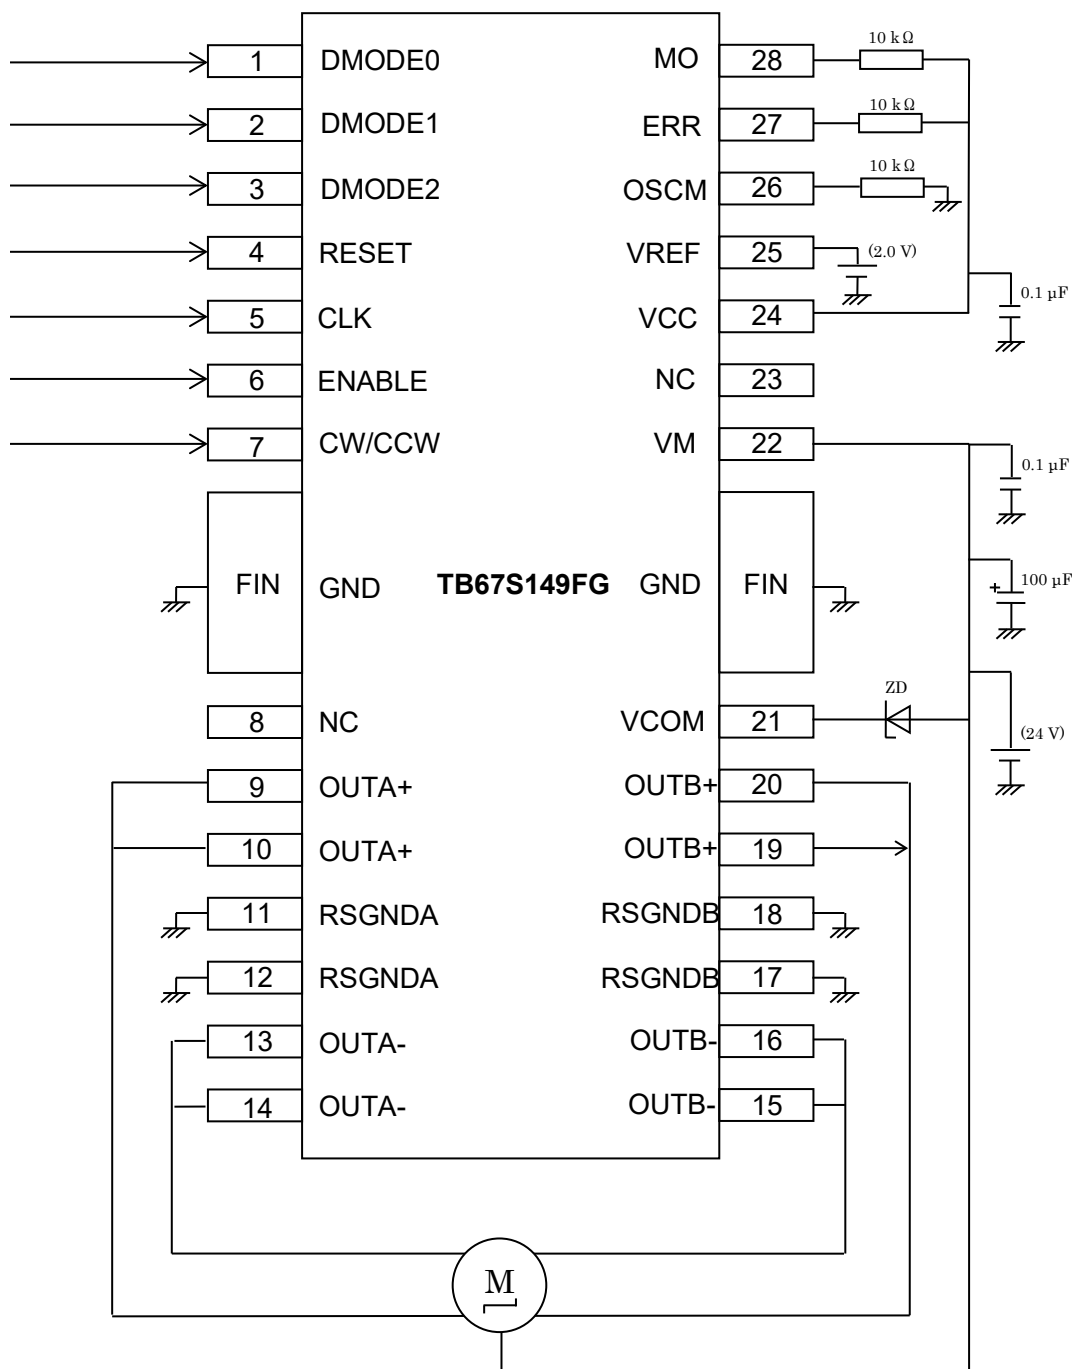 1 DMODE0 MO 28 10 kΩ
2 DMODE1 ERR 27 10 kΩ
3 DMODE2 OSCM 26 10 kΩ
4 RESET VREF 25 (2.0 V)
5 CLK VCC 24 0.1 µF
6 ENABLE NC 23
7 CW/CCW VM 22 0.1 µF
FIN GND TB67S149FG GND FIN + 100 µF
8 NC VCOM 21 ZD (24 V)
9 OUTA+ OUTB+ 20
10 OUTA+ OUTB+ 19
11 RSGNDA RSGNDB 18
12 RSGNDA RSGNDB 17
13 OUTA- OUTB- 16
14 OUTA- OUTB- 15
M